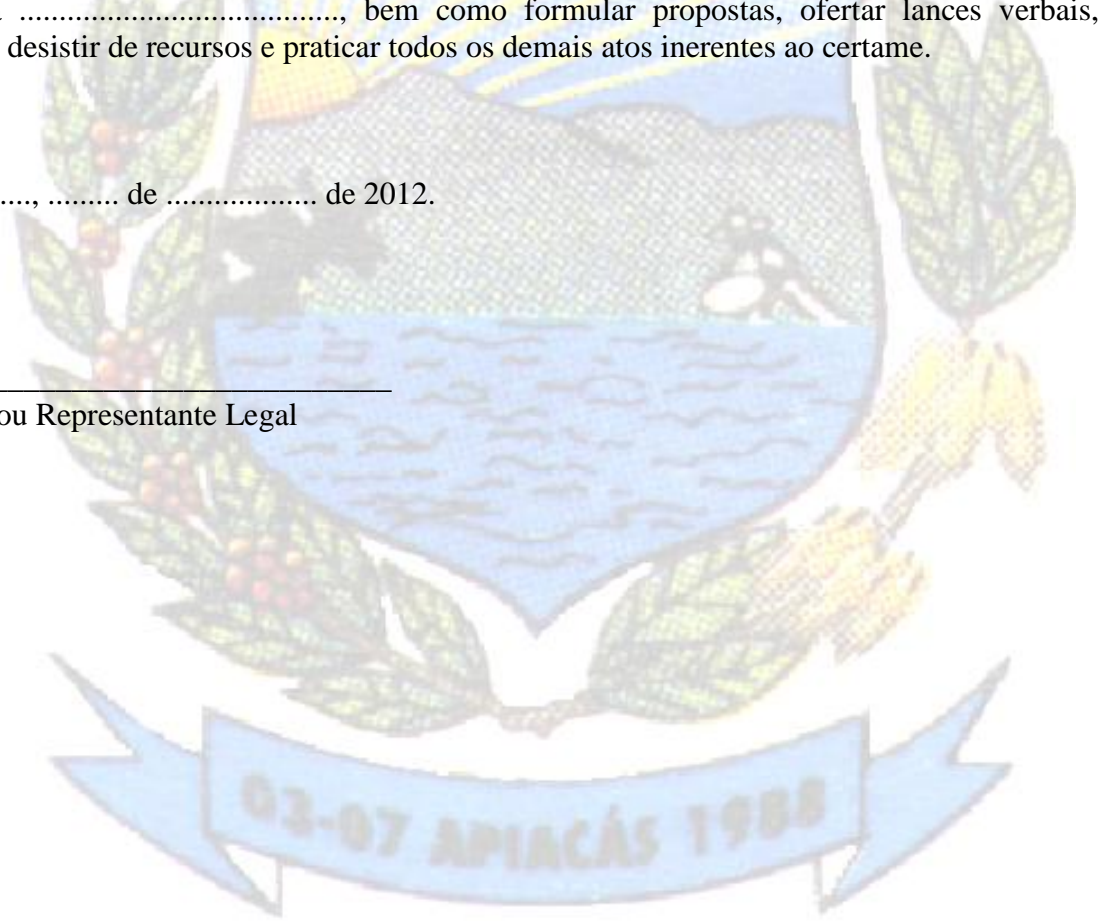 ................................., bem como formular propostas, ofertar lances verbais,
desistir de recursos e praticar todos os demais atos inerentes ao certame.
...., ......... de ................... de 2012.
________________________
ou Representante Legal
03-07 APIACÁS 1988